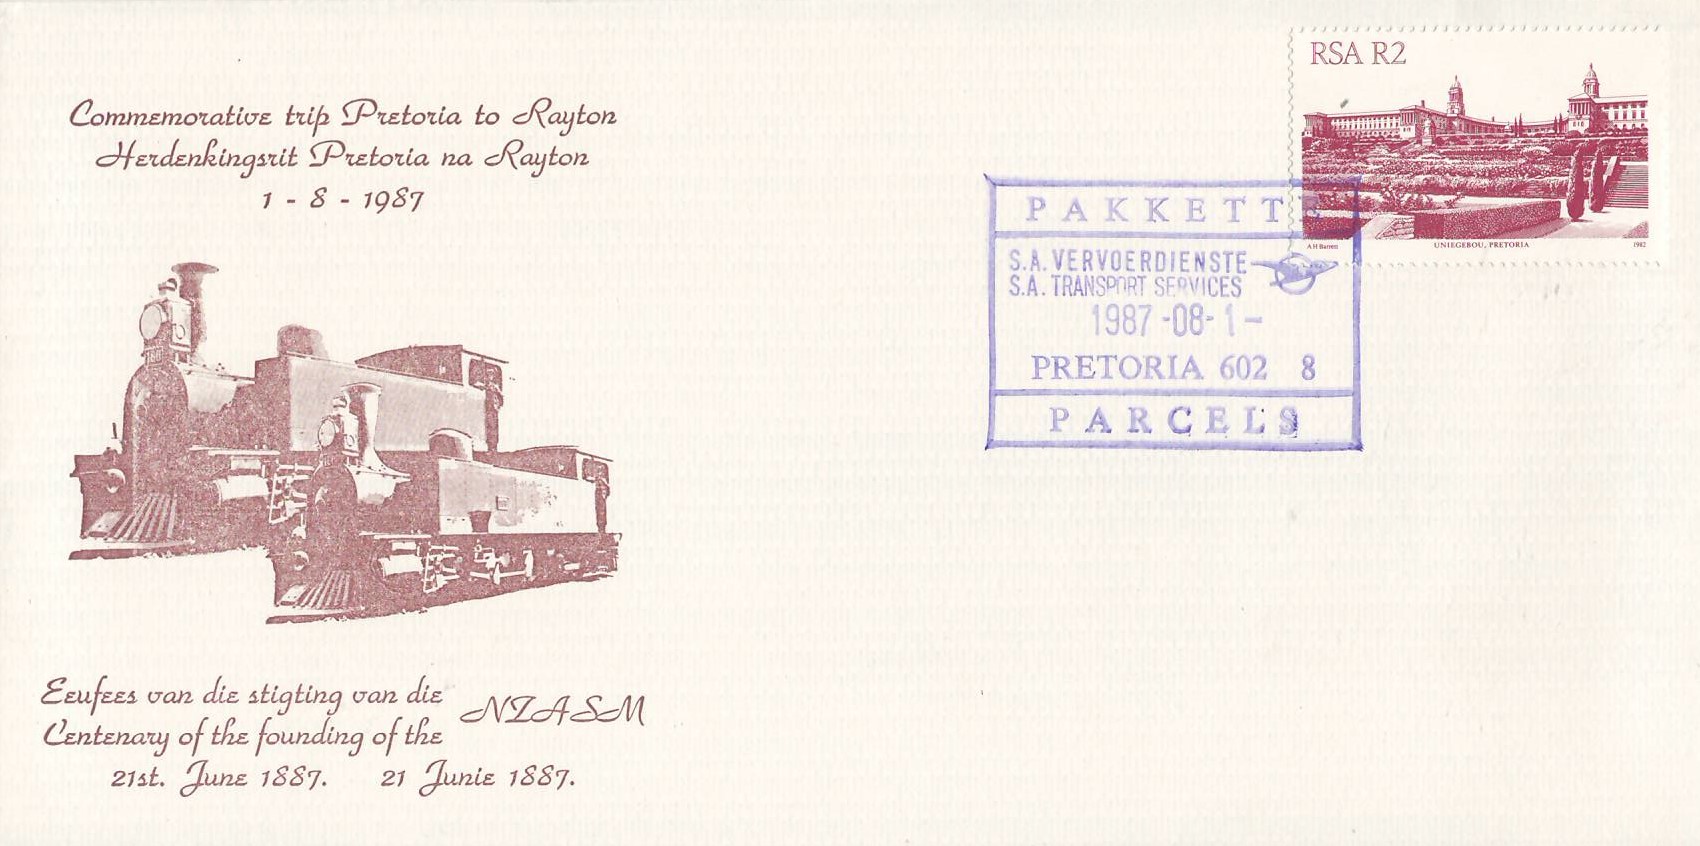 Commemorative trip Pretoria to Rayton
Herdenkingsrit Pretoria na Rayton
1 - 8 - 1987
RSA R2
A H Barrett
UNIEGEBOU, PRETORIA
1982
PAKKETTE
S.A. VERVOERDIENSTE
S.A. TRANSPORT SERVICES
1987 -08- 1 -
PRETORIA 602 8
PARCELS
Eeufees van die stigting van die
Centenary of the founding of the
NZASM
21st. June 1887. 21 Junie 1887.